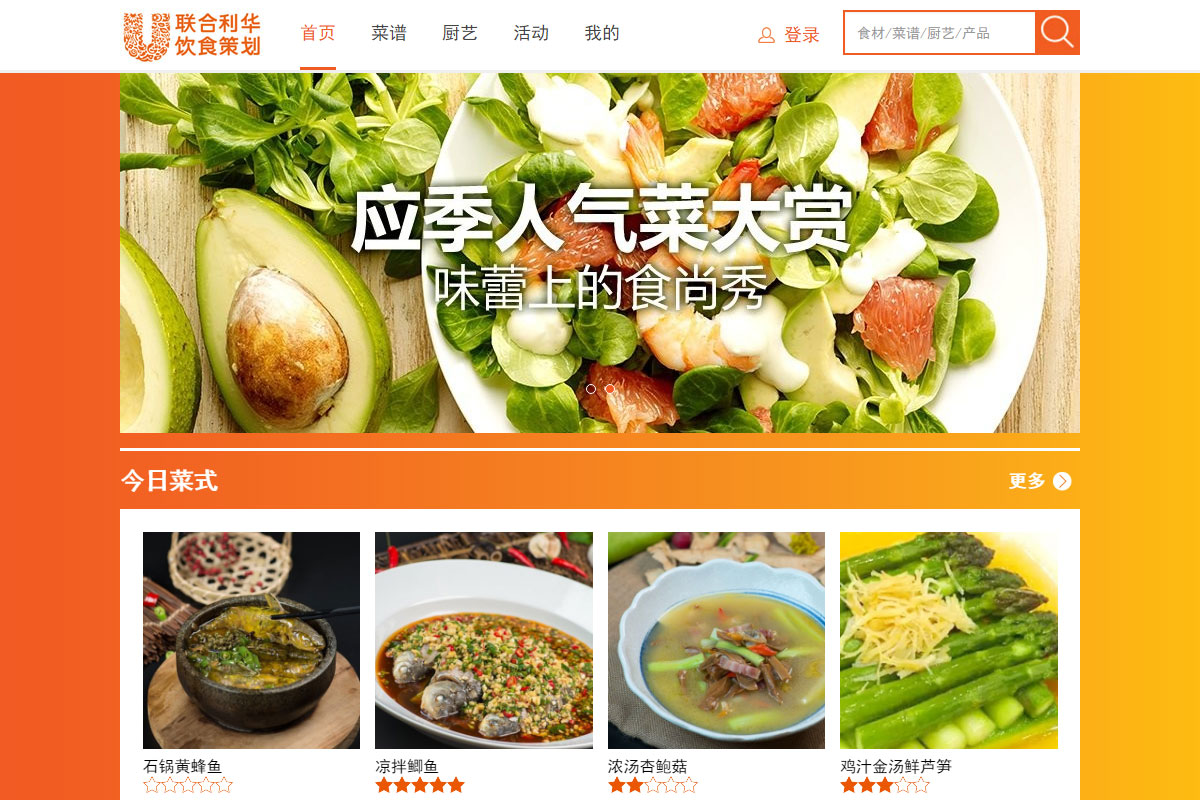 联合利华
饮食策划
首页 菜谱 厨艺 活动 我的
登录
食材/菜谱/厨艺/产品
应季人气菜大赏
味蕾上的食尚秀
今日菜式
更多
石锅黄蜂鱼
凉拌鲫鱼
浓汤杏鲍菇
鸡汁金汤鲜芦笋